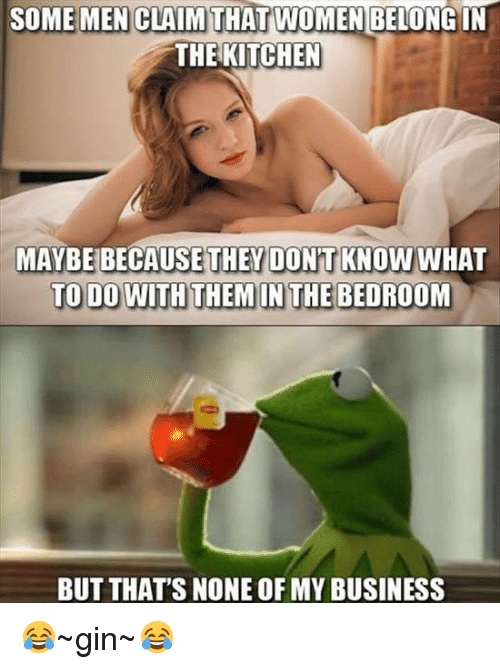 SOME MEN CLAIM THAT WOMEN BELONG IN
THE KITCHEN
MAYBE BECAUSE THEY DON'T KNOW WHAT
TO DO WITH THEM IN THE BEDROOM
BUT THAT'S NONE OF MY BUSINESS
😂~gin~😂